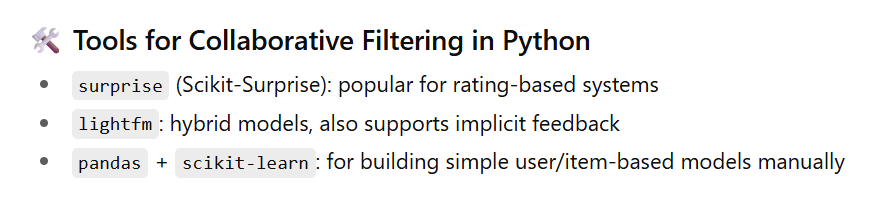 🛠️ Tools for Collaborative Filtering in Python
• surprise (Scikit-Surprise): popular for rating-based systems
• lightfm: hybrid models, also supports implicit feedback
• pandas + scikit-learn: for building simple user/item-based models manually